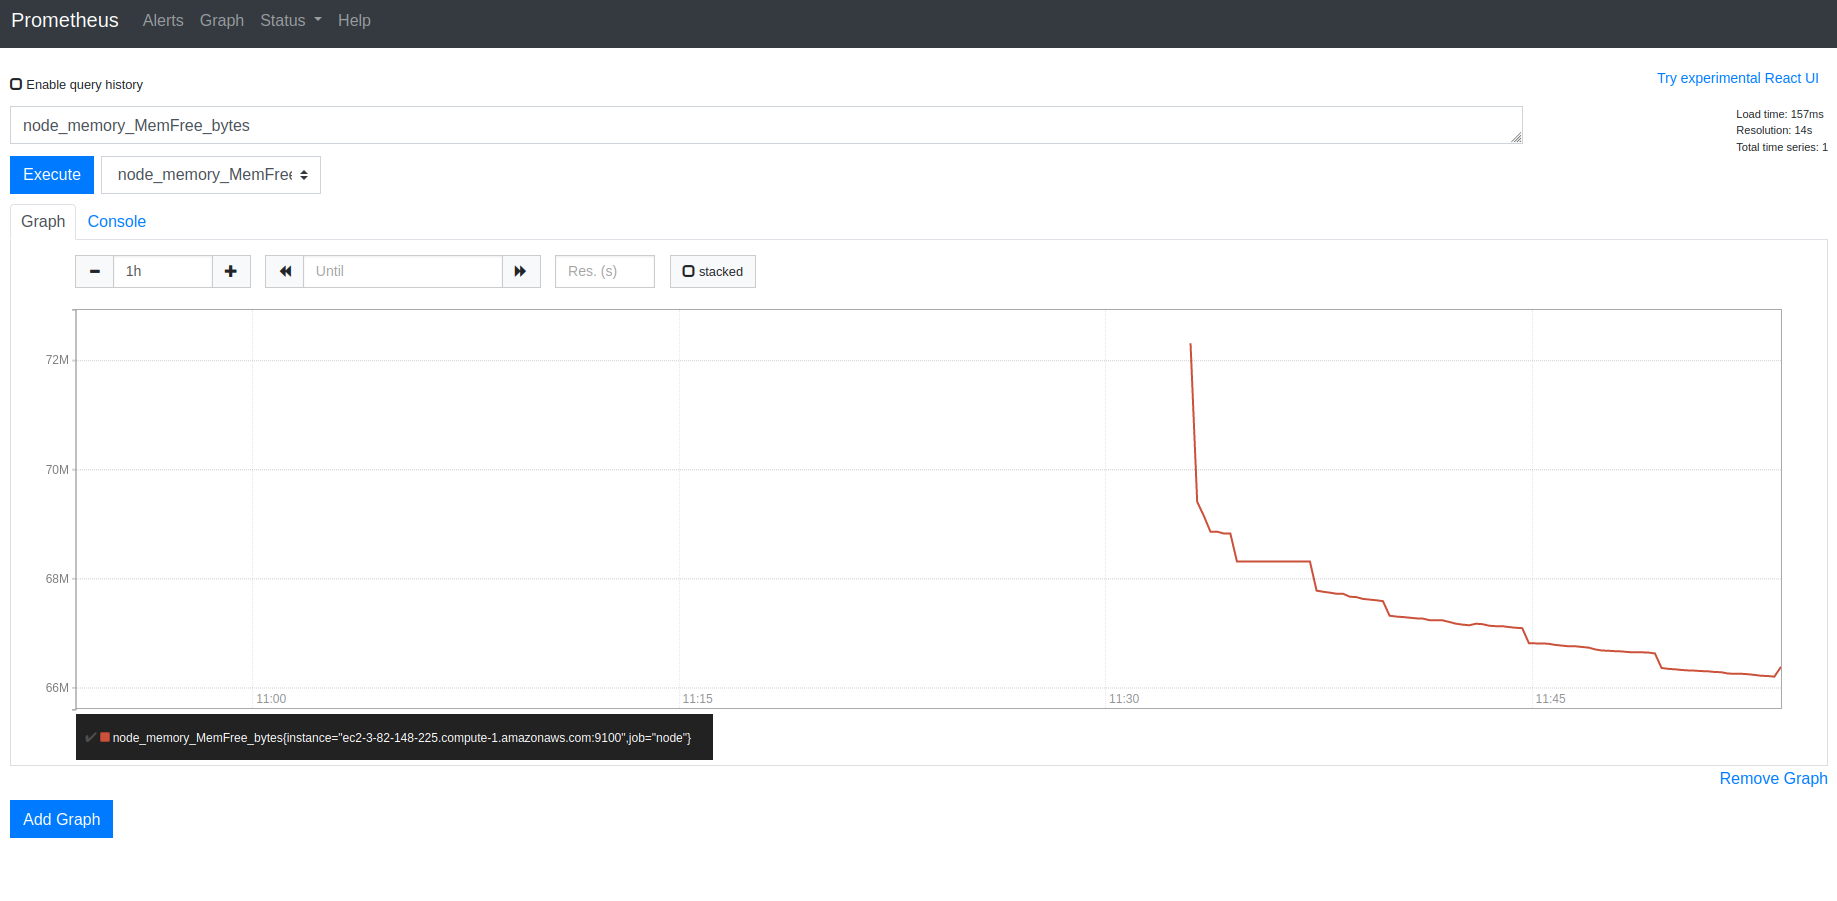 Prometheus Alerts Graph Status Help
Enable query history
Try experimental React UI
node_memory_MemFree_bytes
Load time: 157ms
Resolution: 14s
Total time series: 1
Execute node_memory_MemFree
Graph Console
1h Until Res. (s) stacked
72M
70M
68M
66M
11:00 11:15 11:30 11:45
node_memory_MemFree_bytes{instance="ec2-3-82-148-225.compute-1.amazonaws.com:9100",job="node"}
Remove Graph
Add Graph